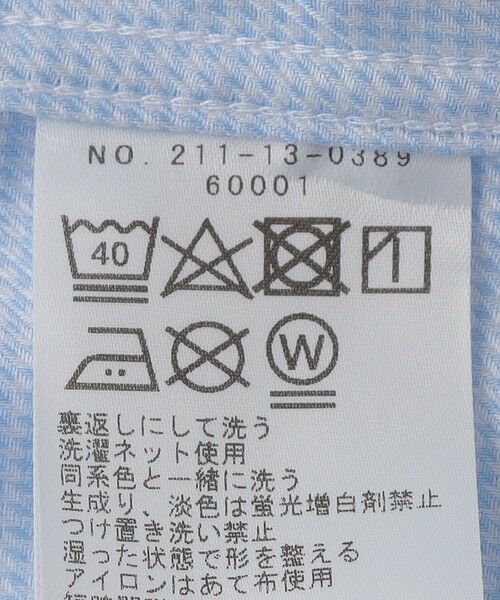 NO. 211-13-0389
60001
40
W
裏返しにして洗う
洗濯ネット使用
同系色と一緒に洗う
生成り、淡色は蛍光増白剤禁止
つけ置き洗い禁止
湿った状態で形を整える
アイロンはあて布使用